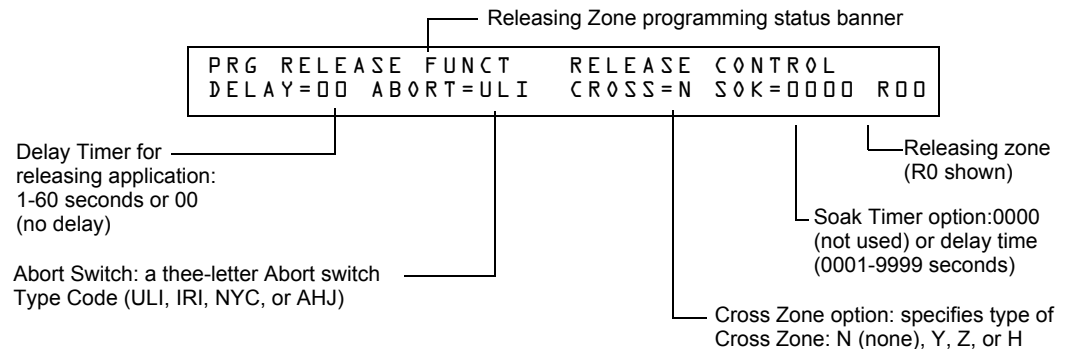 Releasing Zone programming status banner
PRG RELEASE FUNCT RELEASE CONTROL
DELAY=00 ABORT=ULI CROSS=N SOK=0000 R00
Delay Timer for
releasing application:
1-60 seconds or 00
(no delay)
Releasing zone
(R0 shown)
Soak Timer option:0000
(not used) or delay time
(0001-9999 seconds)
Abort Switch: a thee-letter Abort switch
Type Code (ULI, IRI, NYC, or AHJ)
Cross Zone option: specifies type of
Cross Zone: N (none), Y, Z, or H